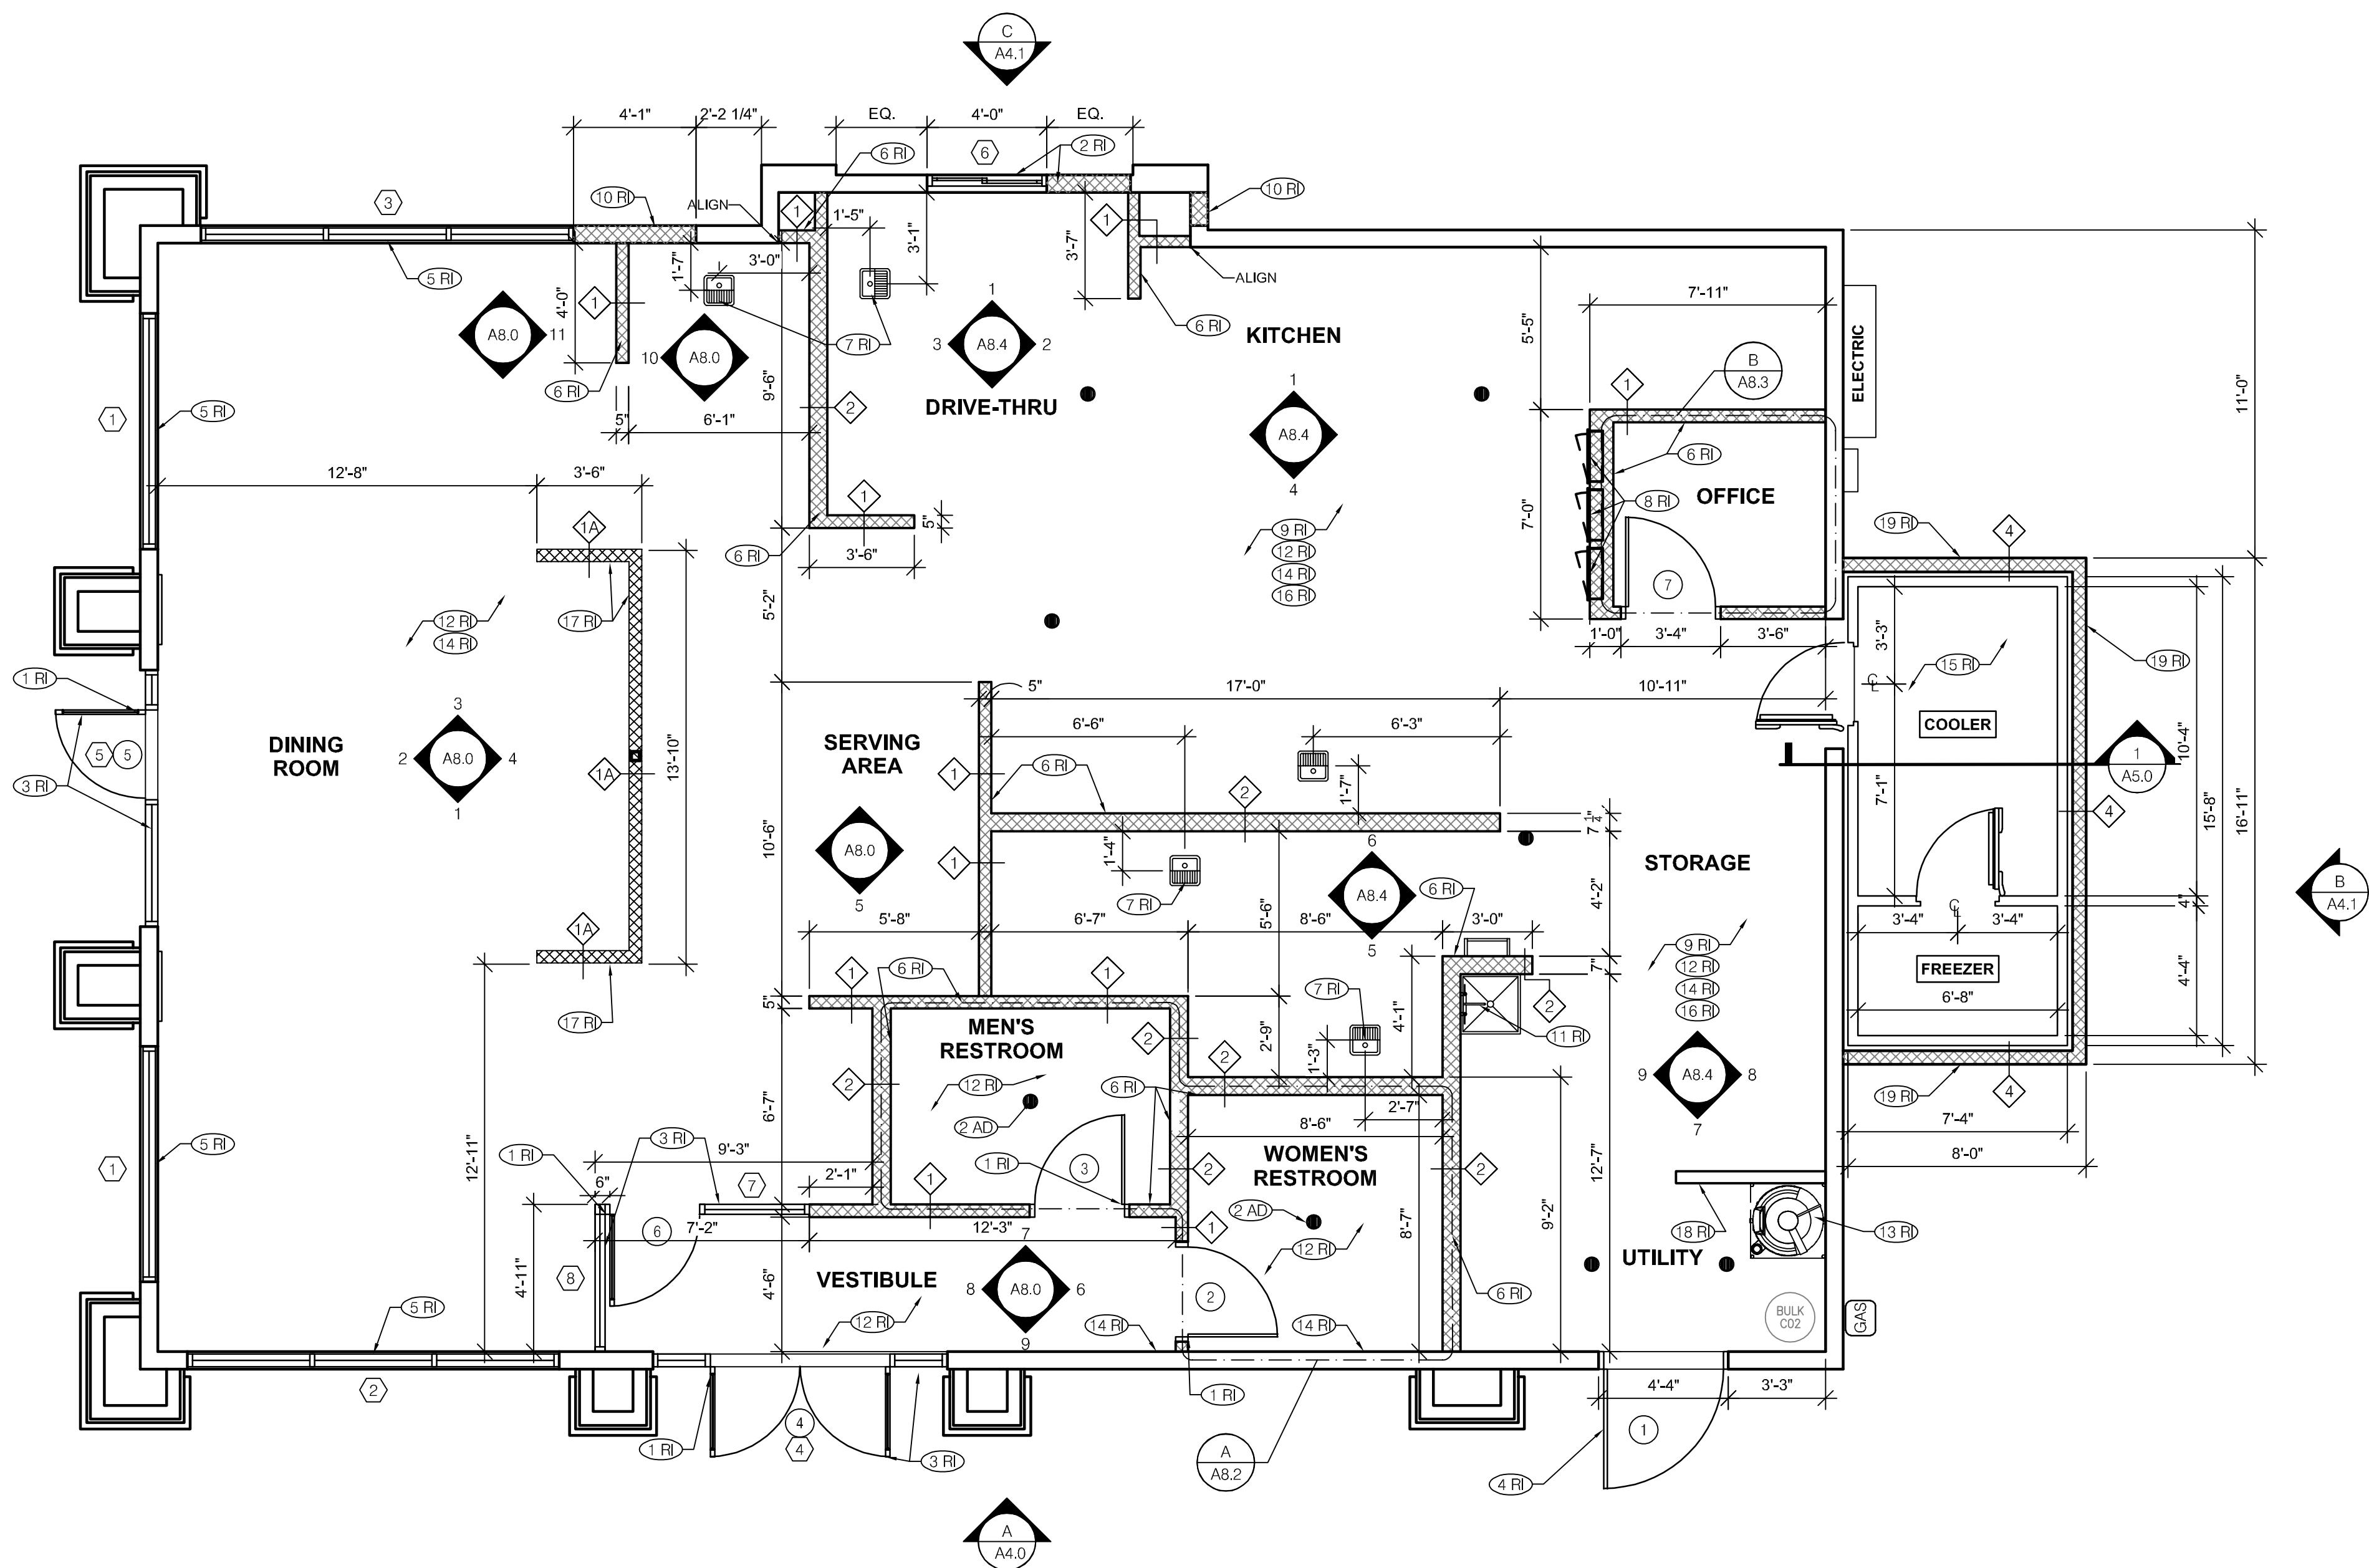 C
A4.1
4'-1"
2'-2 1/4"
EQ.
4'-0"
EQ.
6 RI
6
2 RI
3
10 RI
ALIGN
1
1'-5"
3'-1"
3'-7"
1
10 RI
5 RI
4'-0"
1
1'-7"
3'-0"
ALIGN
7'-11"
A8.0
11
10
A8.0
7 RI
1
3
A8.4
2
6 RI
KITCHEN
5'-5"
B
A8.3
ELECTRIC
11'-0"
6 RI
1
5 RI
5"
6'-1"
9'-6"
2
DRIVE-THRU
1
A8.4
4
1
6 RI
12'-8"
3'-6"
1
5"
OFFICE
8 RI
7'-0"
1A
6 RI
3'-6"
9 RI
12 RI
14 RI
16 RI
19 RI
4
7
17 RI
12 RI
14 RI
5'-2"
1'-0"
3'-4"
3'-6"
3'-3"
15 RI
19 RI
1 RI
5"
17'-0"
10'-11"
CL
3
2
A8.0
4
1
DINING
ROOM
SERVING
AREA
6'-6"
6'-3"
COOLER
5
5
3 RI
1A
13'-10"
1
6 RI
2
1'-7"
1
A5.0
10'-4"
7'-1"
4
15'-8"
16'-11"
10'-6"
A8.0
5
1
1'-4"
7 RI
6
A8.4
5
7 1/4"
STORAGE
6 RI
4'-2"
B
A4.1
1A
5'-8"
6'-7"
5'-6"
8'-6"
3'-0"
3'-4"
CL
3'-4"
4"
9 RI
12 RI
14 RI
16 RI
7"
FREEZER
6'-8"
4'-4"
17 RI
5"
1
6 RI
1
7 RI
4'-1"
2
11 RI
MEN'S
RESTROOM
2
2
2'-9"
1'-3"
2
12 RI
6 RI
9
A8.4
8
7
19 RI
4
2 AD
2'-7"
7'-4"
8'-0"
5 RI
1
12'-11"
6'-7"
1 RI
3 RI
9'-3"
6"
7
2'-1"
1
1 RI
3
2
8'-6"
WOMEN'S
RESTROOM
2
12'-7"
9'-2"
2 AD
18 RI
13 RI
6
7'-2"
12'-3"
1
8'-7"
12 RI
8
4'-11"
4'-6"
VESTIBULE
7
8
A8.0
6
9
2
6 RI
UTILITY
BULK
C02
GAS
5 RI
12 RI
14 RI
14 RI
2
1 RI
4'-4"
3'-3"
1 RI
4
4
3 RI
A
A8.2
1
4 RI
A
A4.0